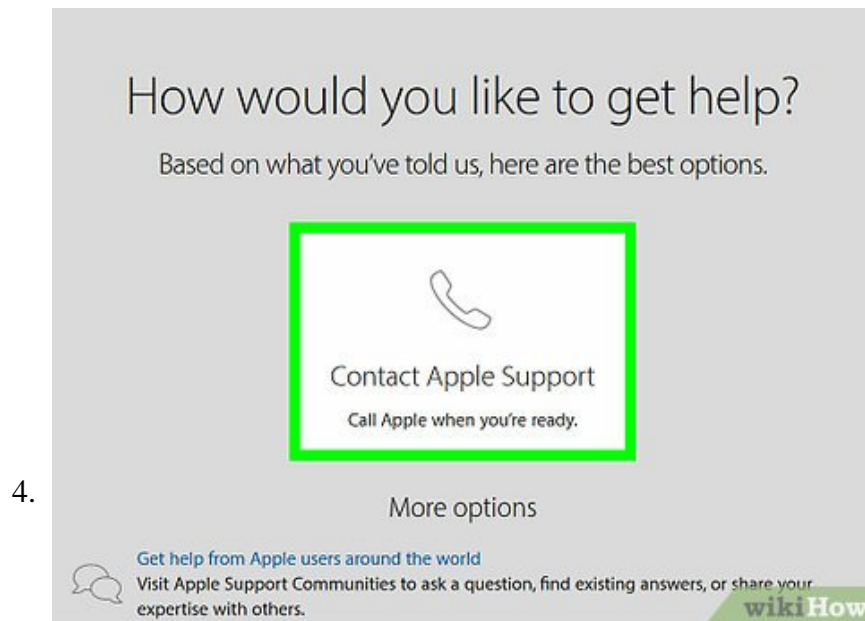 How would you like to get help?
Based on what you've told us, here are the best options.
Contact Apple Support
Call Apple when you're ready.
4.
More options
Get help from Apple users around the world
Visit Apple Support Communities to ask a question, find existing answers, or share your
expertise with others.
wikiHow